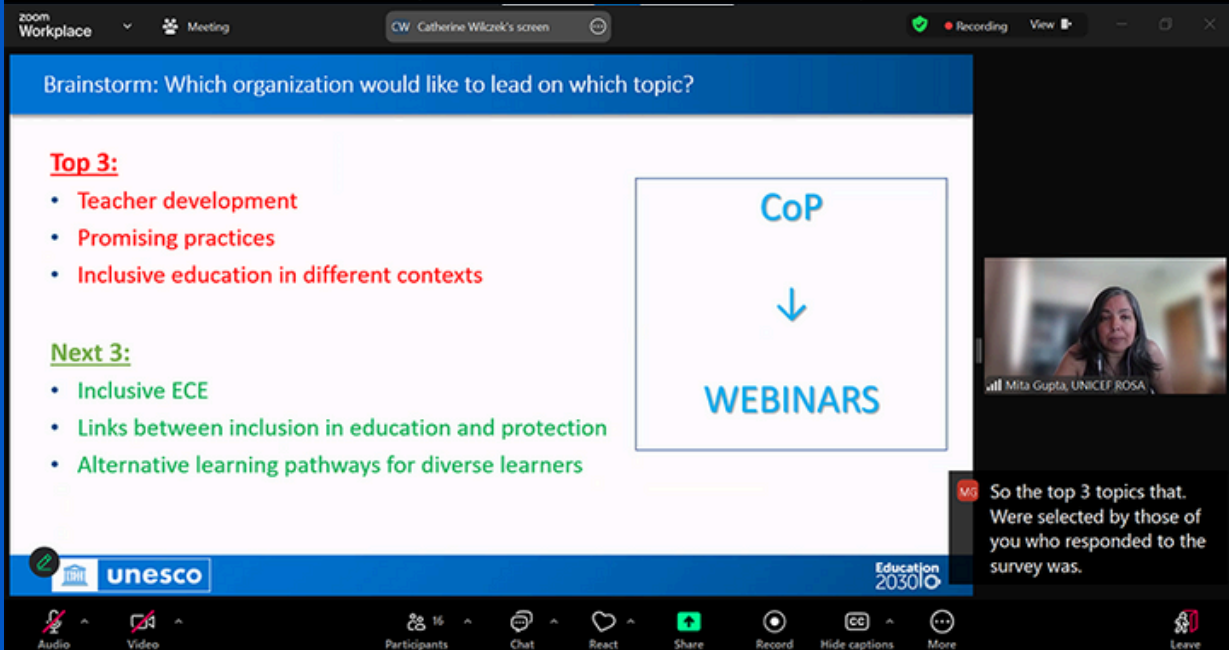 zoom
Workplace
Meeting
CW Catherine Wilczek's screen
Recording
View
Brainstorm: Which organization would like to lead on which topic?
Top 3:
• Teacher development
• Promising practices
• Inclusive education in different contexts
Next 3:
• Inclusive ECE
• Links between inclusion in education and protection
• Alternative learning pathways for diverse learners
CoP
↓
WEBINARS
Mita Gupta, UNICEF ROSA
MG
So the top 3 topics that.
Were selected by those of
you who responded to the
survey was.
unesco
Education
2030
Audio
Video
16
Participants
Chat
React
Share
Record
CC
Hide captions
More
Leave